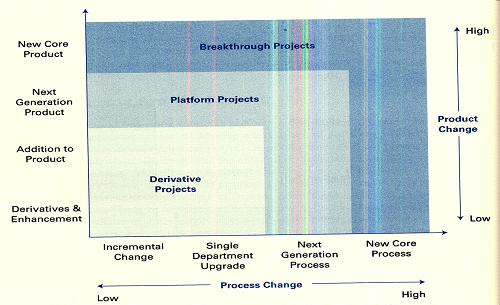 New Core
Product
Breakthrough Projects
High
Next
Generation
Product
Platform Projects
Product
Change
Addition to
Product
Derivative
Projects
Derivatives &
Enhancement
Low
Incremental
Change
Single
Department
Upgrade
Next
Generation
Process
New Core
Process
Process Change
Low
High